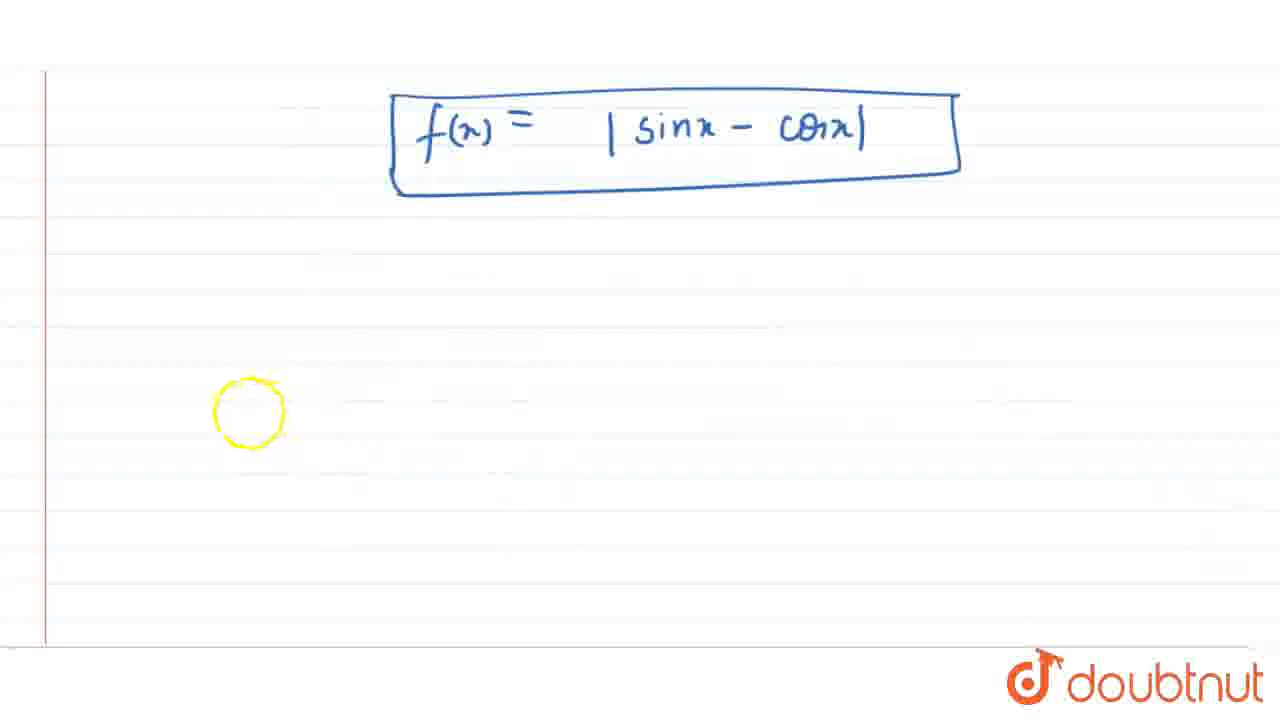 f(x) = | sinx - cosx|
doubtnut